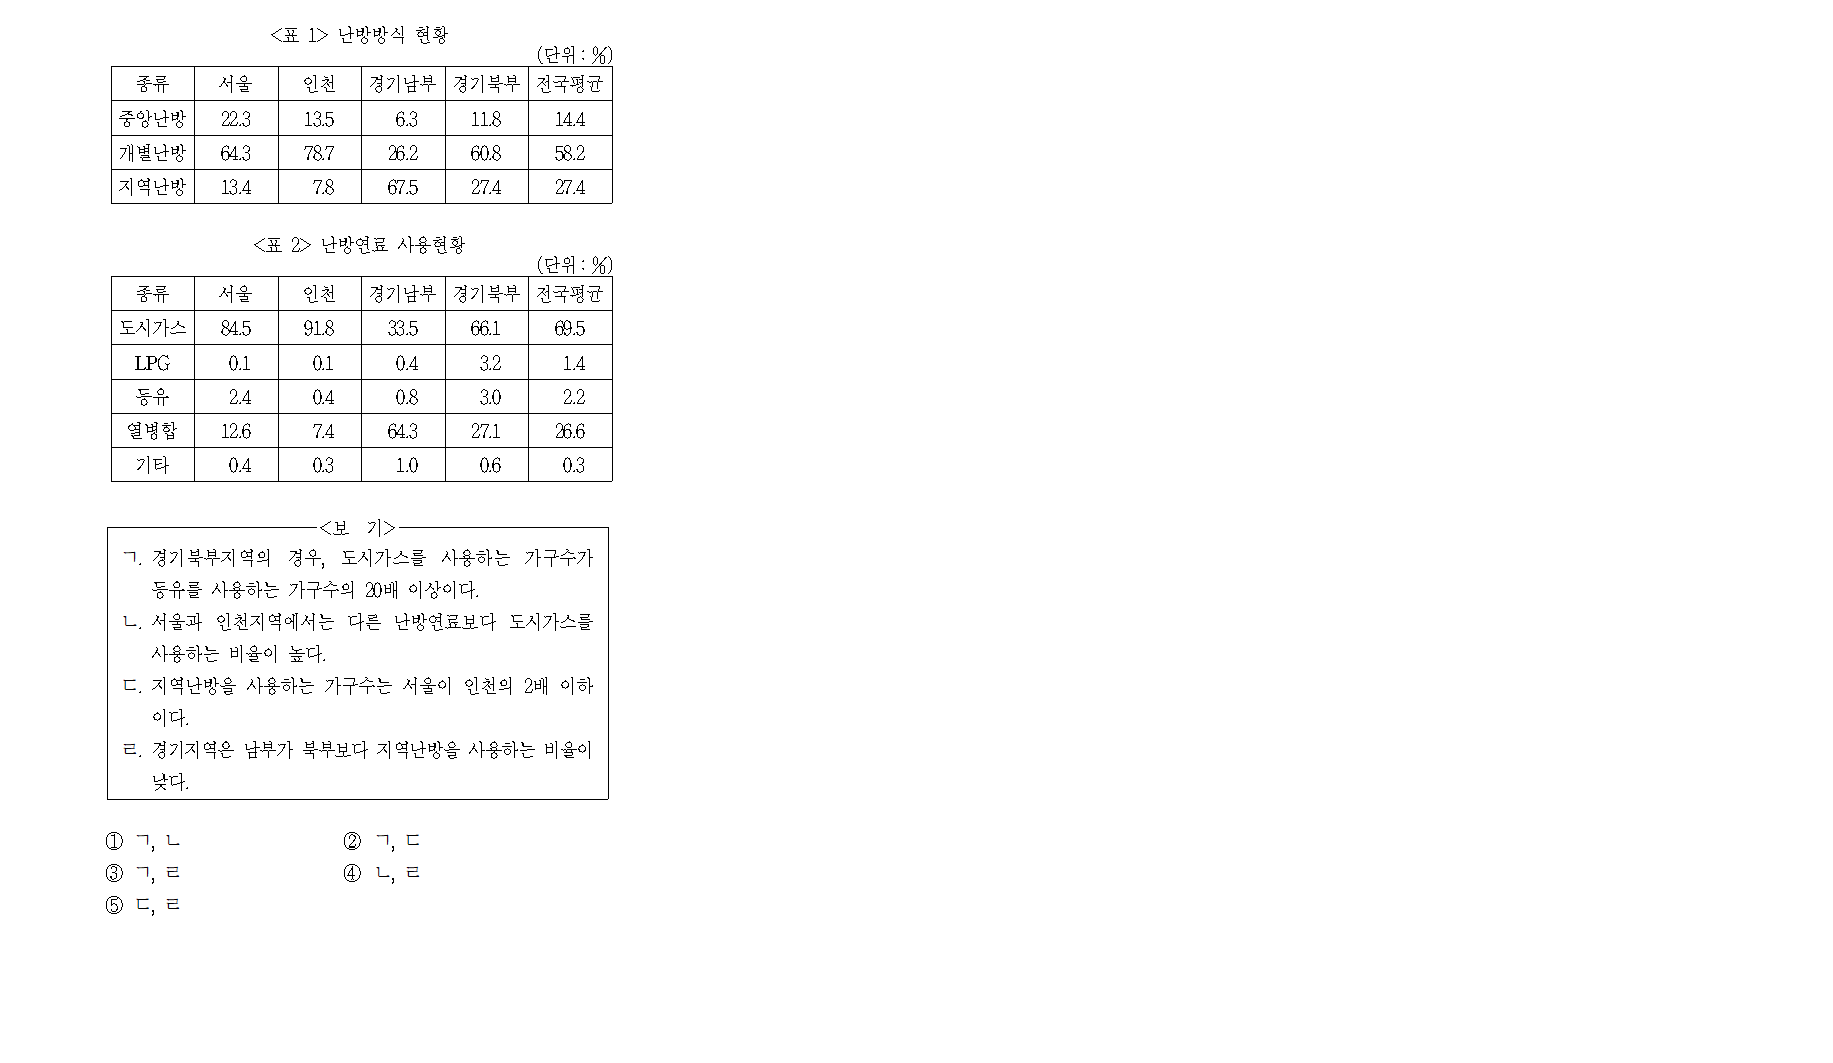 <표 1> 난방방식 현황
(단위 : %)
종류 서울 인천 경기남부 경기북부 전국평균
중앙난방 22.3 13.5 6.3 11.8 14.4
개별난방 64.3 78.7 26.2 60.8 58.2
지역난방 13.4 7.8 67.5 27.4 27.4
<표 2> 난방연료 사용현황
(단위 : %)
종류 서울 인천 경기남부 경기북부 전국평균
도시가스 84.5 91.8 33.5 66.1 69.5
LPG 0.1 0.1 0.4 3.2 1.4
등유 2.4 0.4 0.8 3.0 2.2
열병합 12.6 7.4 64.3 27.1 26.6
기타 0.4 0.3 1.0 0.6 0.3
<보 기>
ㄱ. 경기북부지역의 경우, 도시가스를 사용하는 가구수가
등유를 사용하는 가구수의 20배 이상이다.
ㄴ. 서울과 인천지역에서는 다른 난방연료보다 도시가스를
사용하는 비율이 높다.
ㄷ. 지역난방을 사용하는 가구수는 서울이 인천의 2배 이하
이다.
ㄹ. 경기지역은 남부가 북부보다 지역난방을 사용하는 비율이
낮다.
① ㄱ, ㄴ ② ㄱ, ㄷ
③ ㄱ, ㄹ ④ ㄴ, ㄹ
⑤ ㄷ, ㄹ